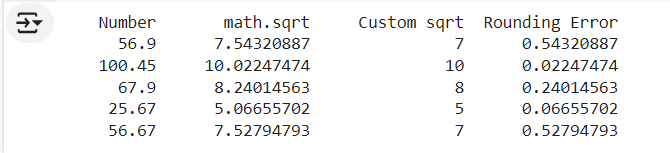 Number math.sqrt Custom sqrt Rounding Error
56.9 7.54320887 7 0.54320887
100.45 10.02247474 10 0.02247474
67.9 8.24014563 8 0.24014563
25.67 5.06655702 5 0.06655702
56.67 7.52794793 7 0.52794793